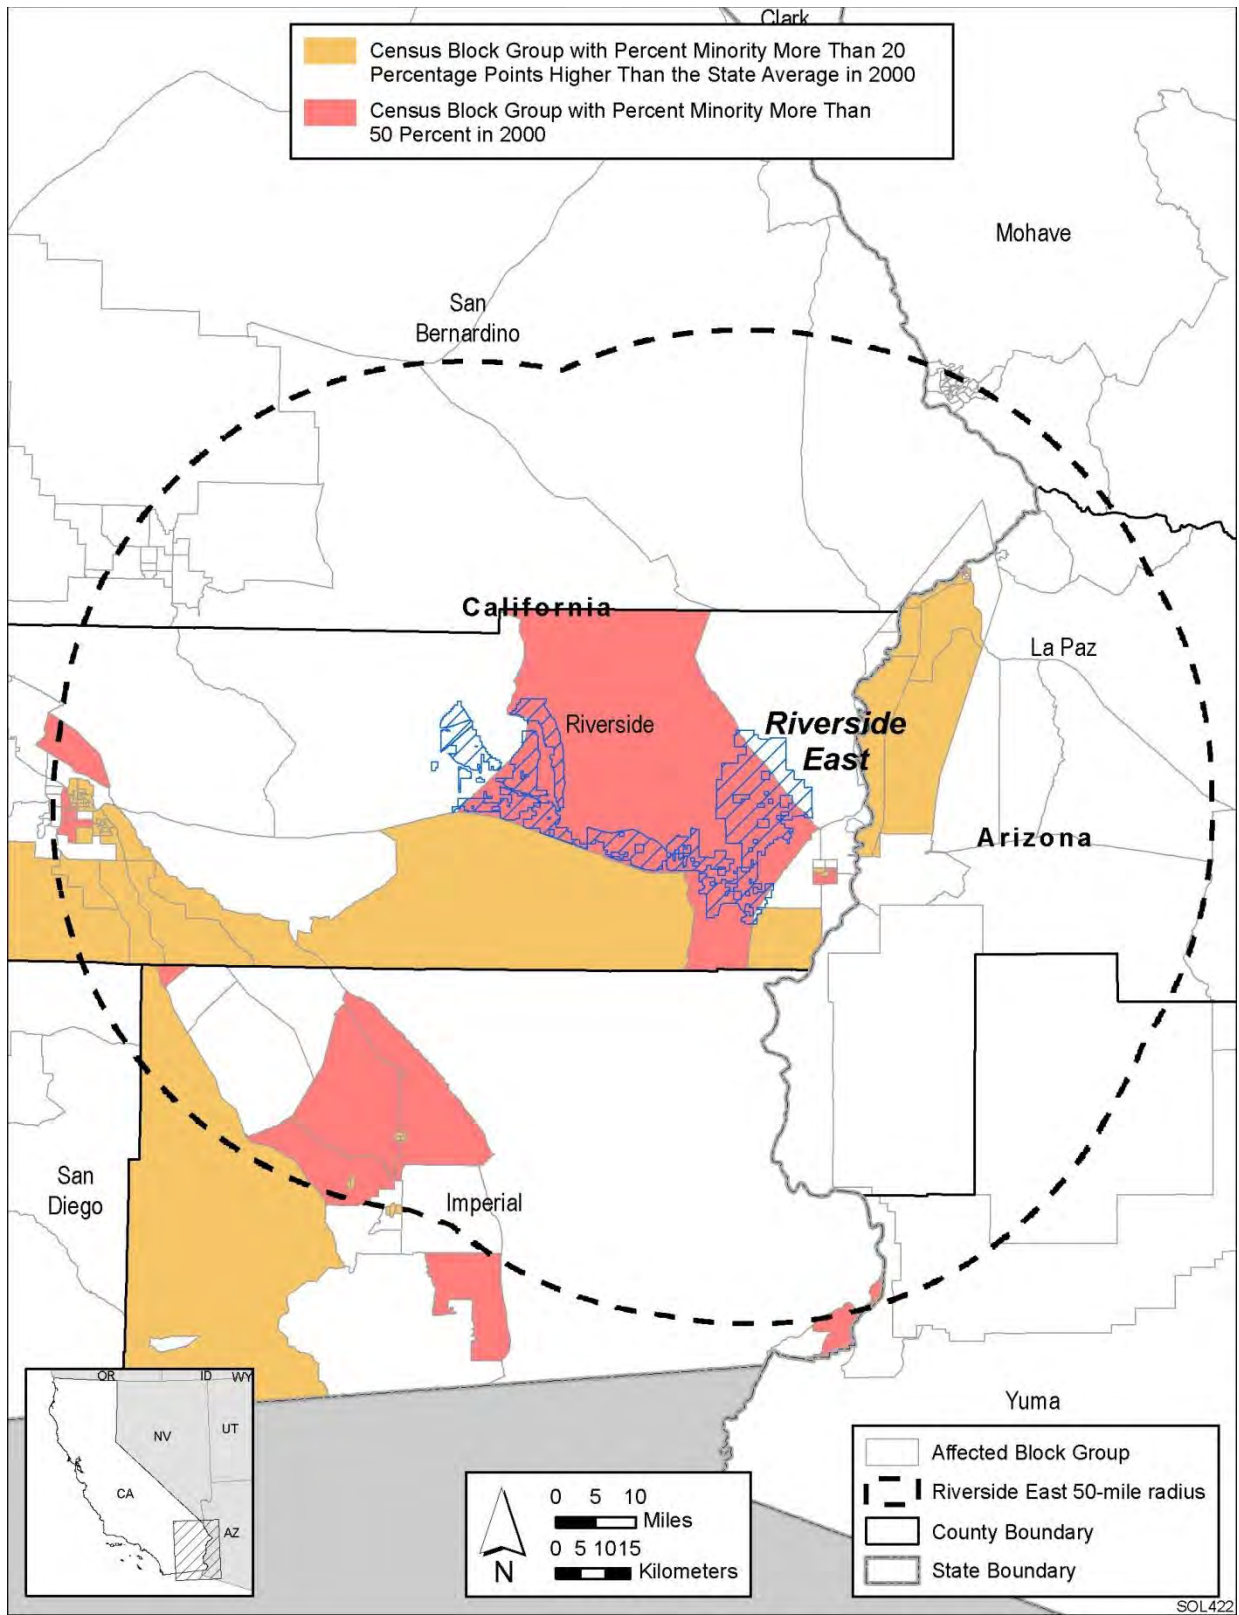 Clark
Census Block Group with Percent Minority More Than 20
Percentage Points Higher Than the State Average in 2000
Census Block Group with Percent Minority More Than
50 Percent in 2000
Mohave
San
Bernardino
California
La Paz
Riverside
Riverside
East
Arizona
San
Diego
Imperial
Yuma
OR
ID
WY
NV
UT
CA
AZ
N
0 5 10
Miles
0 5 1015
Kilometers
Affected Block Group
Riverside East 50-mile radius
County Boundary
State Boundary
SOL422